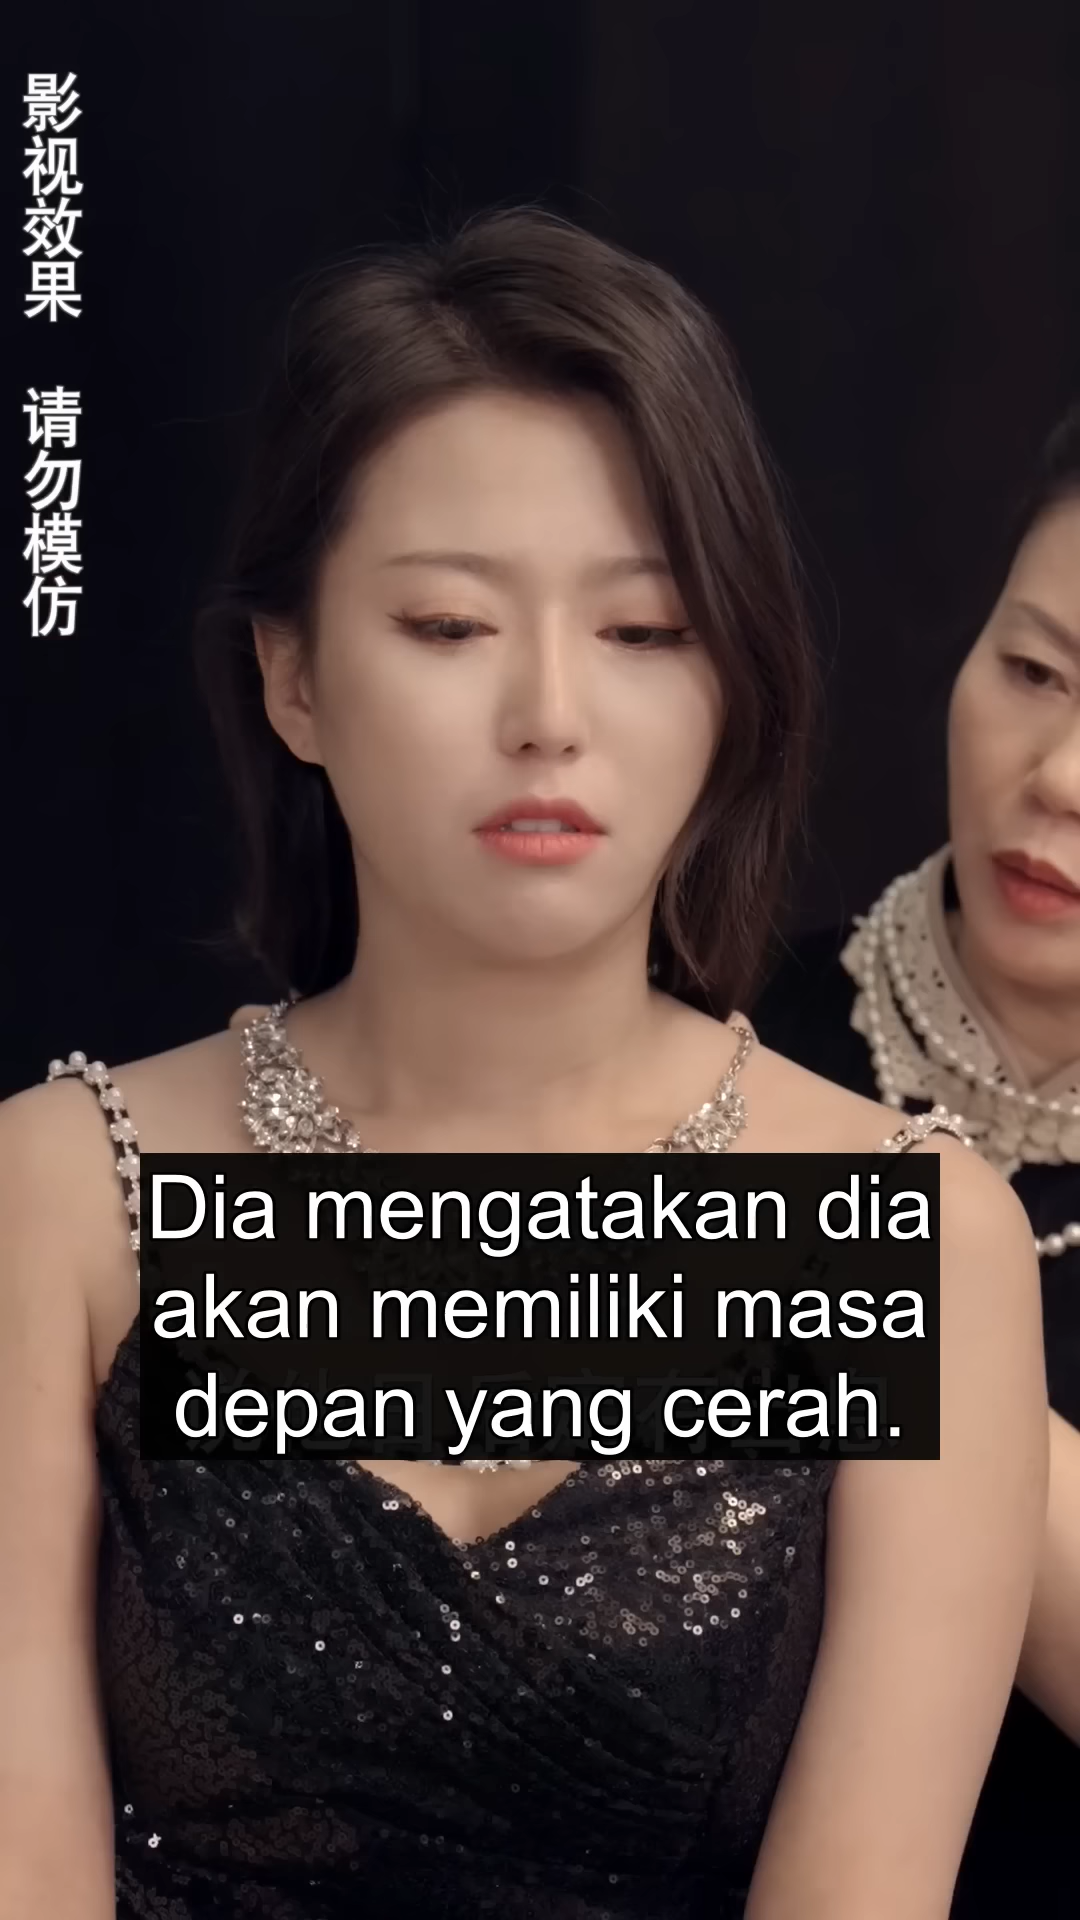 影视效果 请勿模仿
Dia mengatakan dia
akan memiliki masa
depan yang cerah.